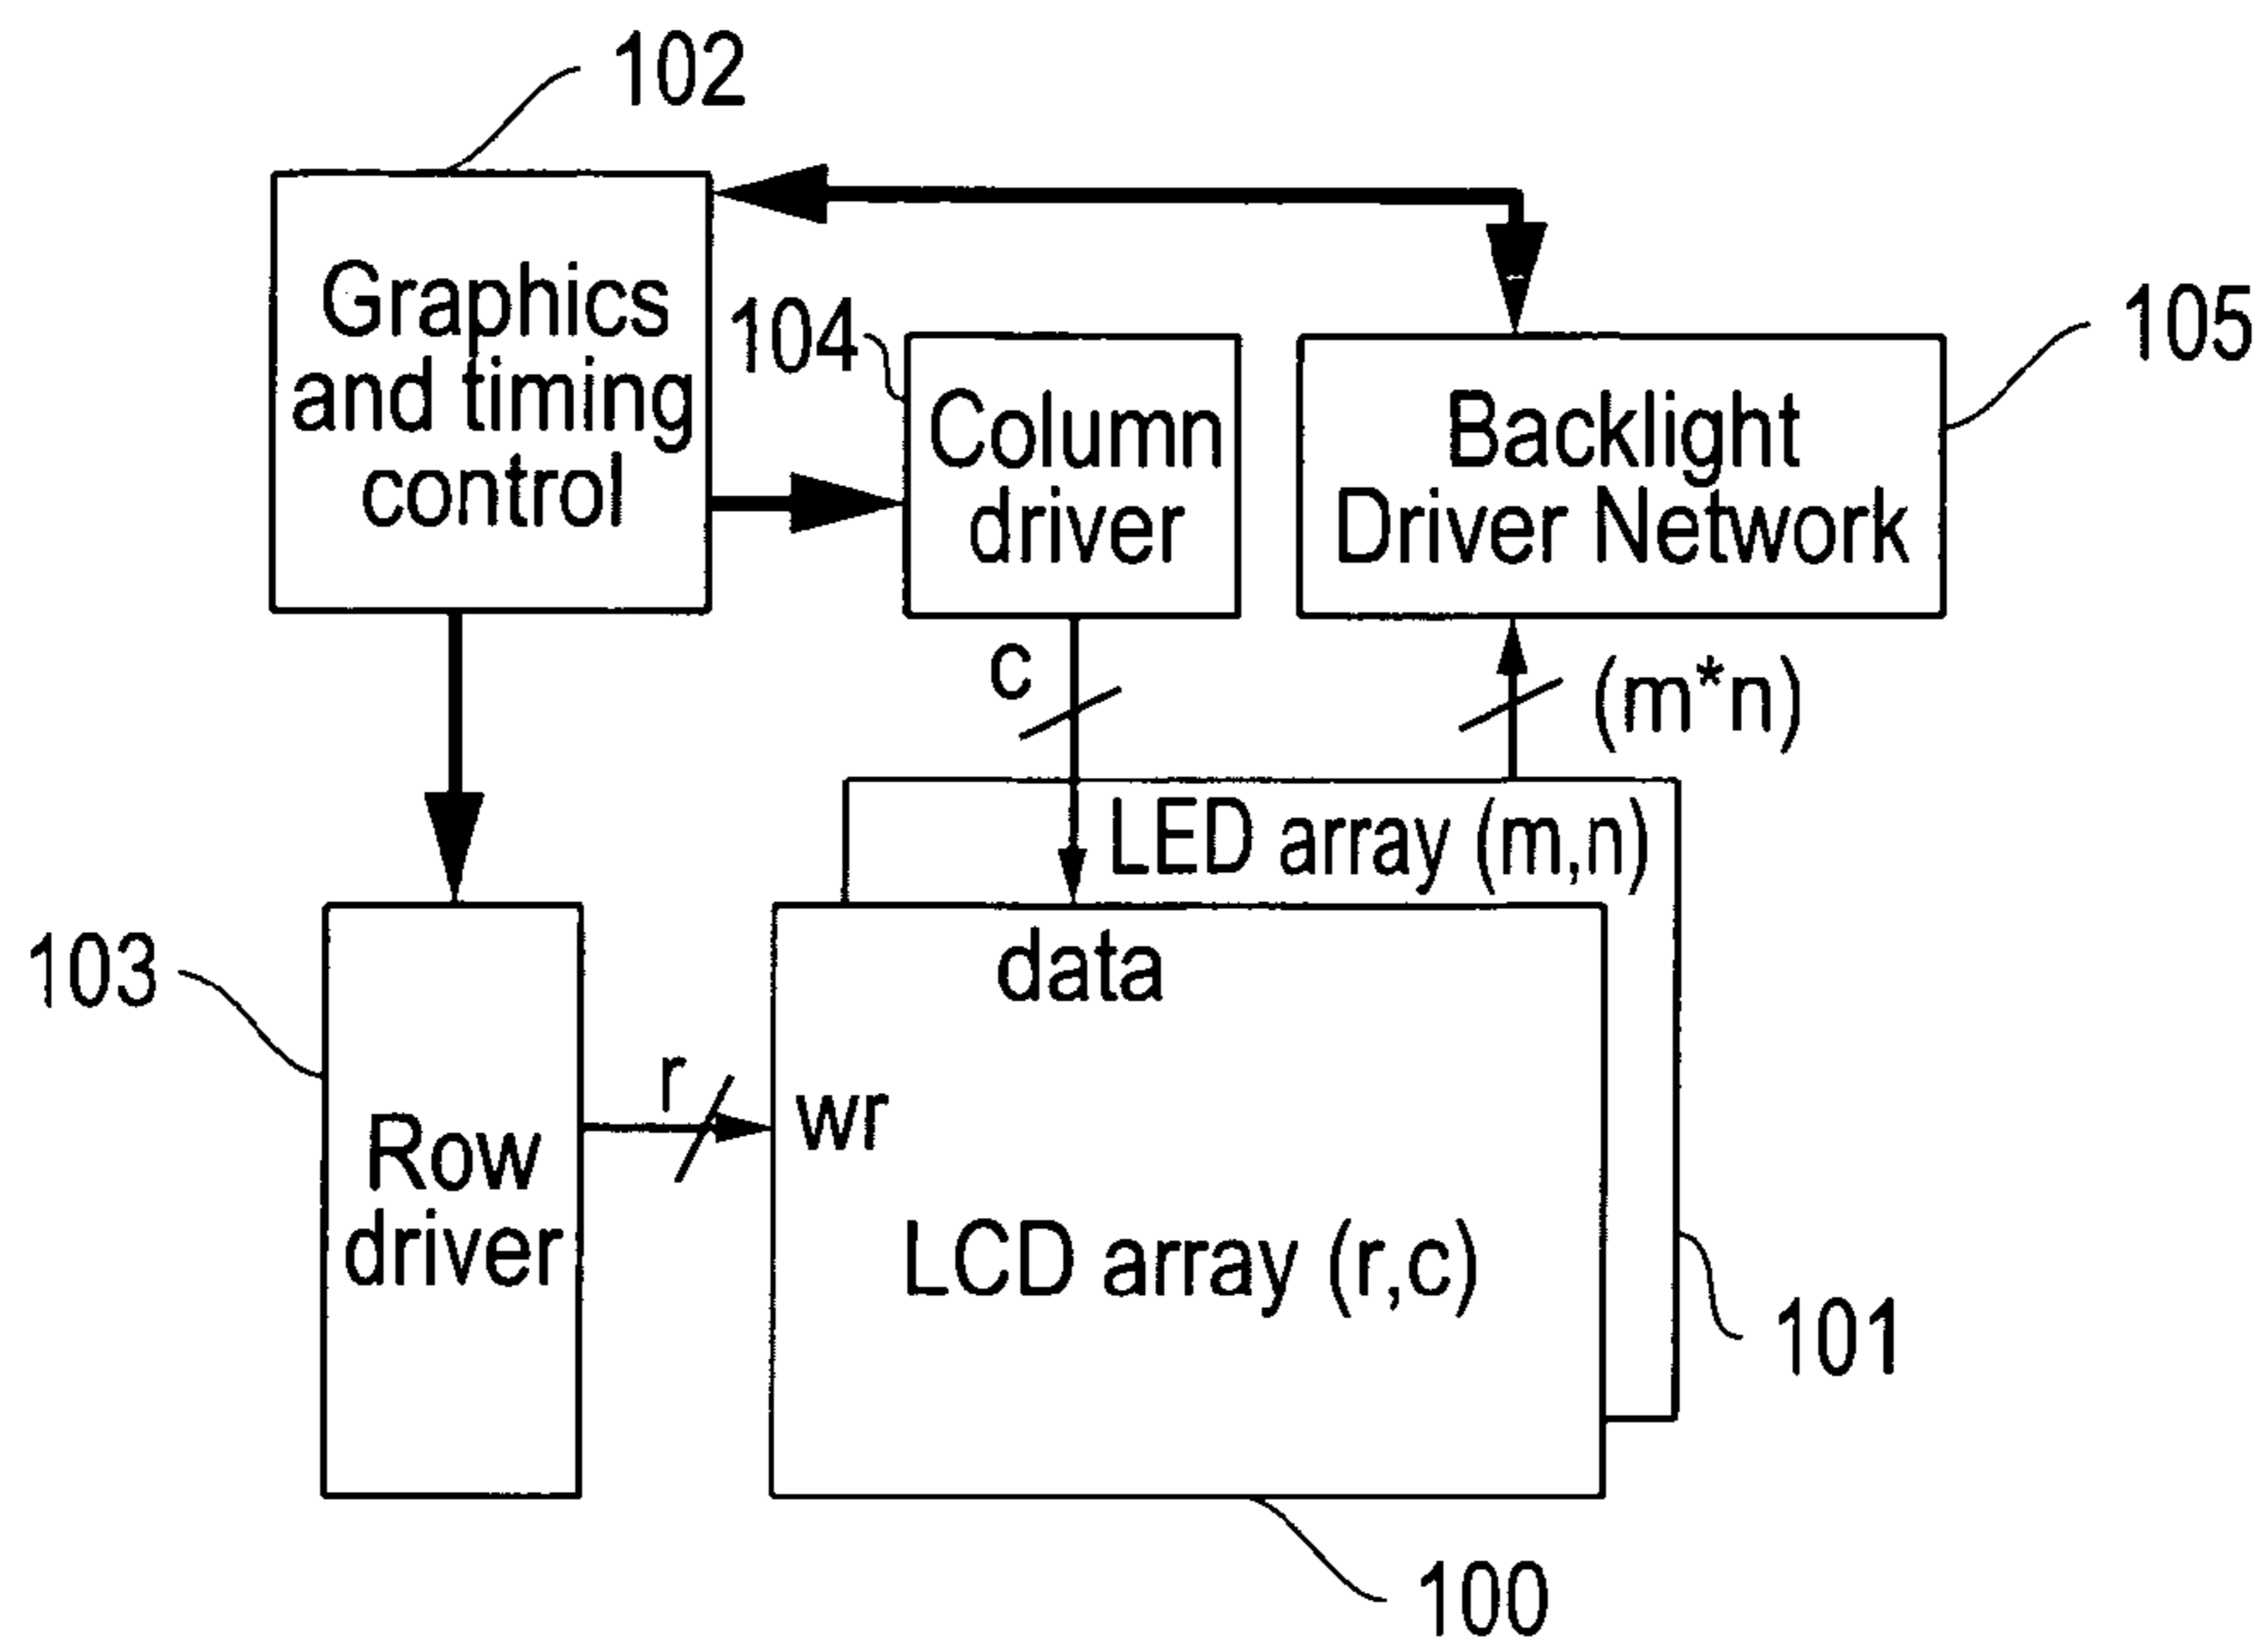 102
Graphics
and timing
control
104
Column
driver
Backlight
Driver Network
105
c
(m*n)
LED array (m,n)
data
103
r
wr
Row
driver
LCD array (r,c)
101
100